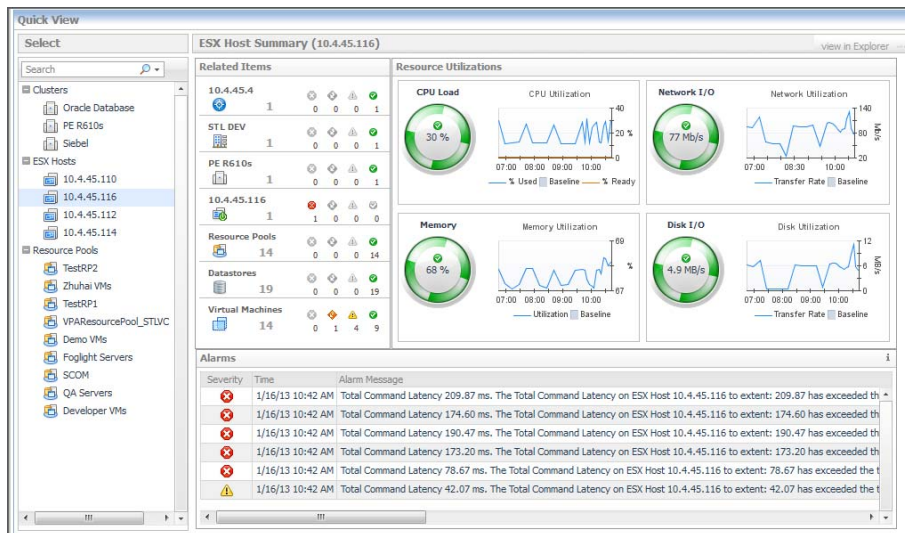 Quick View
Select
Search
Clusters
Oracle Database
PE R610s
Siebel
ESX Hosts
10.4.45.110
10.4.45.116
10.4.45.112
10.4.45.114
Resource Pools
TestRP2
Zhuhai VMs
TestRP1
VPAResourcePool_STLVC
Demo VMs
Foglight Servers
SCOM
QA Servers
Developer VMs
ESX Host Summary (10.4.45.116)
view in Explorer
Related Items
10.4.45.4
1 0 0 0 1
STL DEV
1 0 0 0 1
PE R610s
1 0 0 0 1
10.4.45.116
1 1 0 0 0
Resource Pools
14 0 0 0 14
Datastores
19 0 0 0 19
Virtual Machines
14 0 1 4 9
Resource Utilizations
CPU Load
30 %
CPU Utilization
40
20 %
0
07:00 08:00 09:00 10:00
% Used Baseline % Ready
Network I/O
77 Mb/s
Network Utilization
140
80 Mb/s
20
07:00 08:30 10:00
Transfer Rate Baseline
Memory
68 %
Memory Utilization
69
%
67
07:00 08:00 09:00 10:00
Utilization Baseline
Disk I/O
4.9 MB/s
Disk Utilization
12
6 MB/s
0
07:00 08:00 09:00 10:00
Transfer Rate Baseline
Alarms
i
Severity Time Alarm Message
1/16/13 10:42 AM Total Command Latency 209.87 ms. The Total Command Latency on ESX Host 10.4.45.116 to extent: 209.87 has exceeded th
1/16/13 10:42 AM Total Command Latency 174.60 ms. The Total Command Latency on ESX Host 10.4.45.116 to extent: 174.60 has exceeded th
1/16/13 10:42 AM Total Command Latency 190.47 ms. The Total Command Latency on ESX Host 10.4.45.116 to extent: 190.47 has exceeded th
1/16/13 10:42 AM Total Command Latency 173.20 ms. The Total Command Latency on ESX Host 10.4.45.116 to extent: 173.20 has exceeded th
1/16/13 10:42 AM Total Command Latency 78.67 ms. The Total Command Latency on ESX Host 10.4.45.116 to extent: 78.67 has exceeded the t
1/16/13 10:42 AM Total Command Latency 42.07 ms. The Total Command Latency on ESX Host 10.4.45.116 to extent: 42.07 has exceeded the t